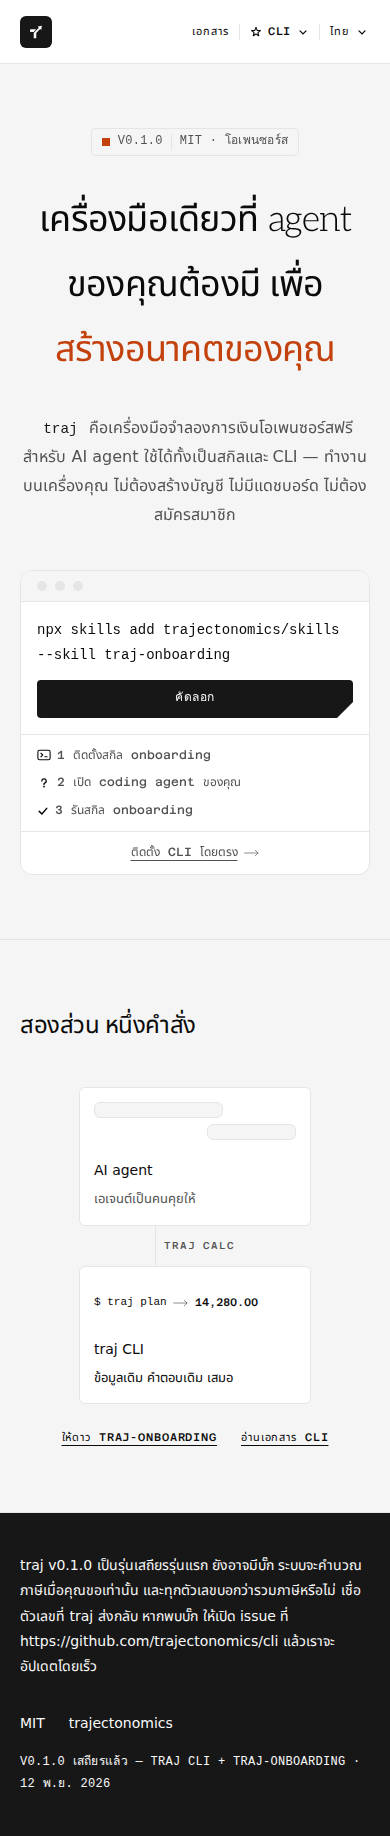 เอกสาร CLI ไทย
V0.1.0 MIT · โอเพนซอร์ส
เครื่องมือเดียวที่ agent
ของคุณต้องมี เพื่อ
สร้างอนาคตของคุณ
traj คือเครื่องมือจำลองการเงินโอเพนซอร์สฟรี
สำหรับ AI agent ใช้ได้ทั้งเป็นสกิลและ CLI — ทำงาน
บนเครื่องคุณ ไม่ต้องสร้างบัญชี ไม่มีแดชบอร์ด ไม่ต้อง
สมัครสมาชิก
npx skills add trajectonomics/skills
--skill traj-onboarding
คัดลอก
1 ติดตั้งสกิล onboarding
? 2 เปิด coding agent ของคุณ
3 รันสกิล onboarding
ติดตั้ง CLI โดยตรง →
สองส่วน หนึ่งคำสั่ง
AI agent
เอเจนต์เป็นคนคุยให้
TRAJ CALC
$ traj plan → 14,280.00
traj CLI
ข้อมูลเดิม คำตอบเดิม เสมอ
ให้ดาว TRAJ-ONBOARDING อ่านเอกสาร CLI
traj v0.1.0 เป็นรุ่นเสถียรรุ่นแรก ยังอาจมีบั๊ก ระบบจะคำนวณ
ภาษีเมื่อคุณขอเท่านั้น และทุกตัวเลขบอกว่ารวมภาษีหรือไม่ เชื่อ
ตัวเลขที่ traj ส่งกลับ หากพบบั๊ก ให้เปิด issue ที่
https://github.com/trajectonomics/cli แล้วเราจะ
อัปเดตโดยเร็ว
MIT trajectonomics
V0.1.0 เสถียรแล้ว — TRAJ CLI + TRAJ-ONBOARDING ·
12 พ.ย. 2026